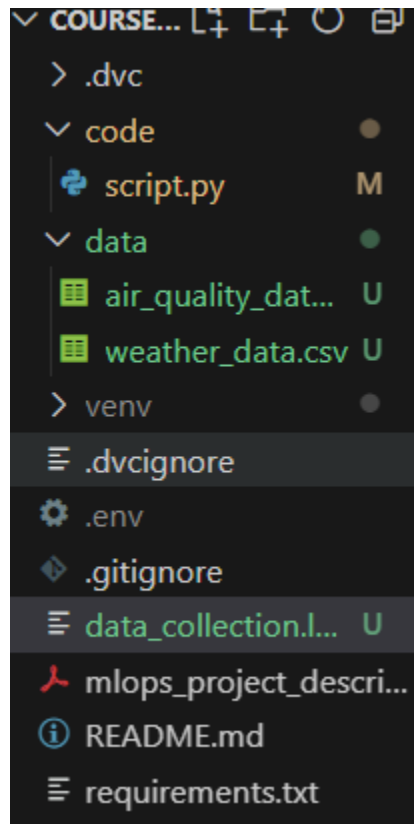 COURSE...
.dvc
code
script.py M
data
air_quality_dat... U
weather_data.csv U
venv
.dvcignore
.env
.gitignore
data_collection.l... U
mlops_project_descri...
README.md
requirements.txt